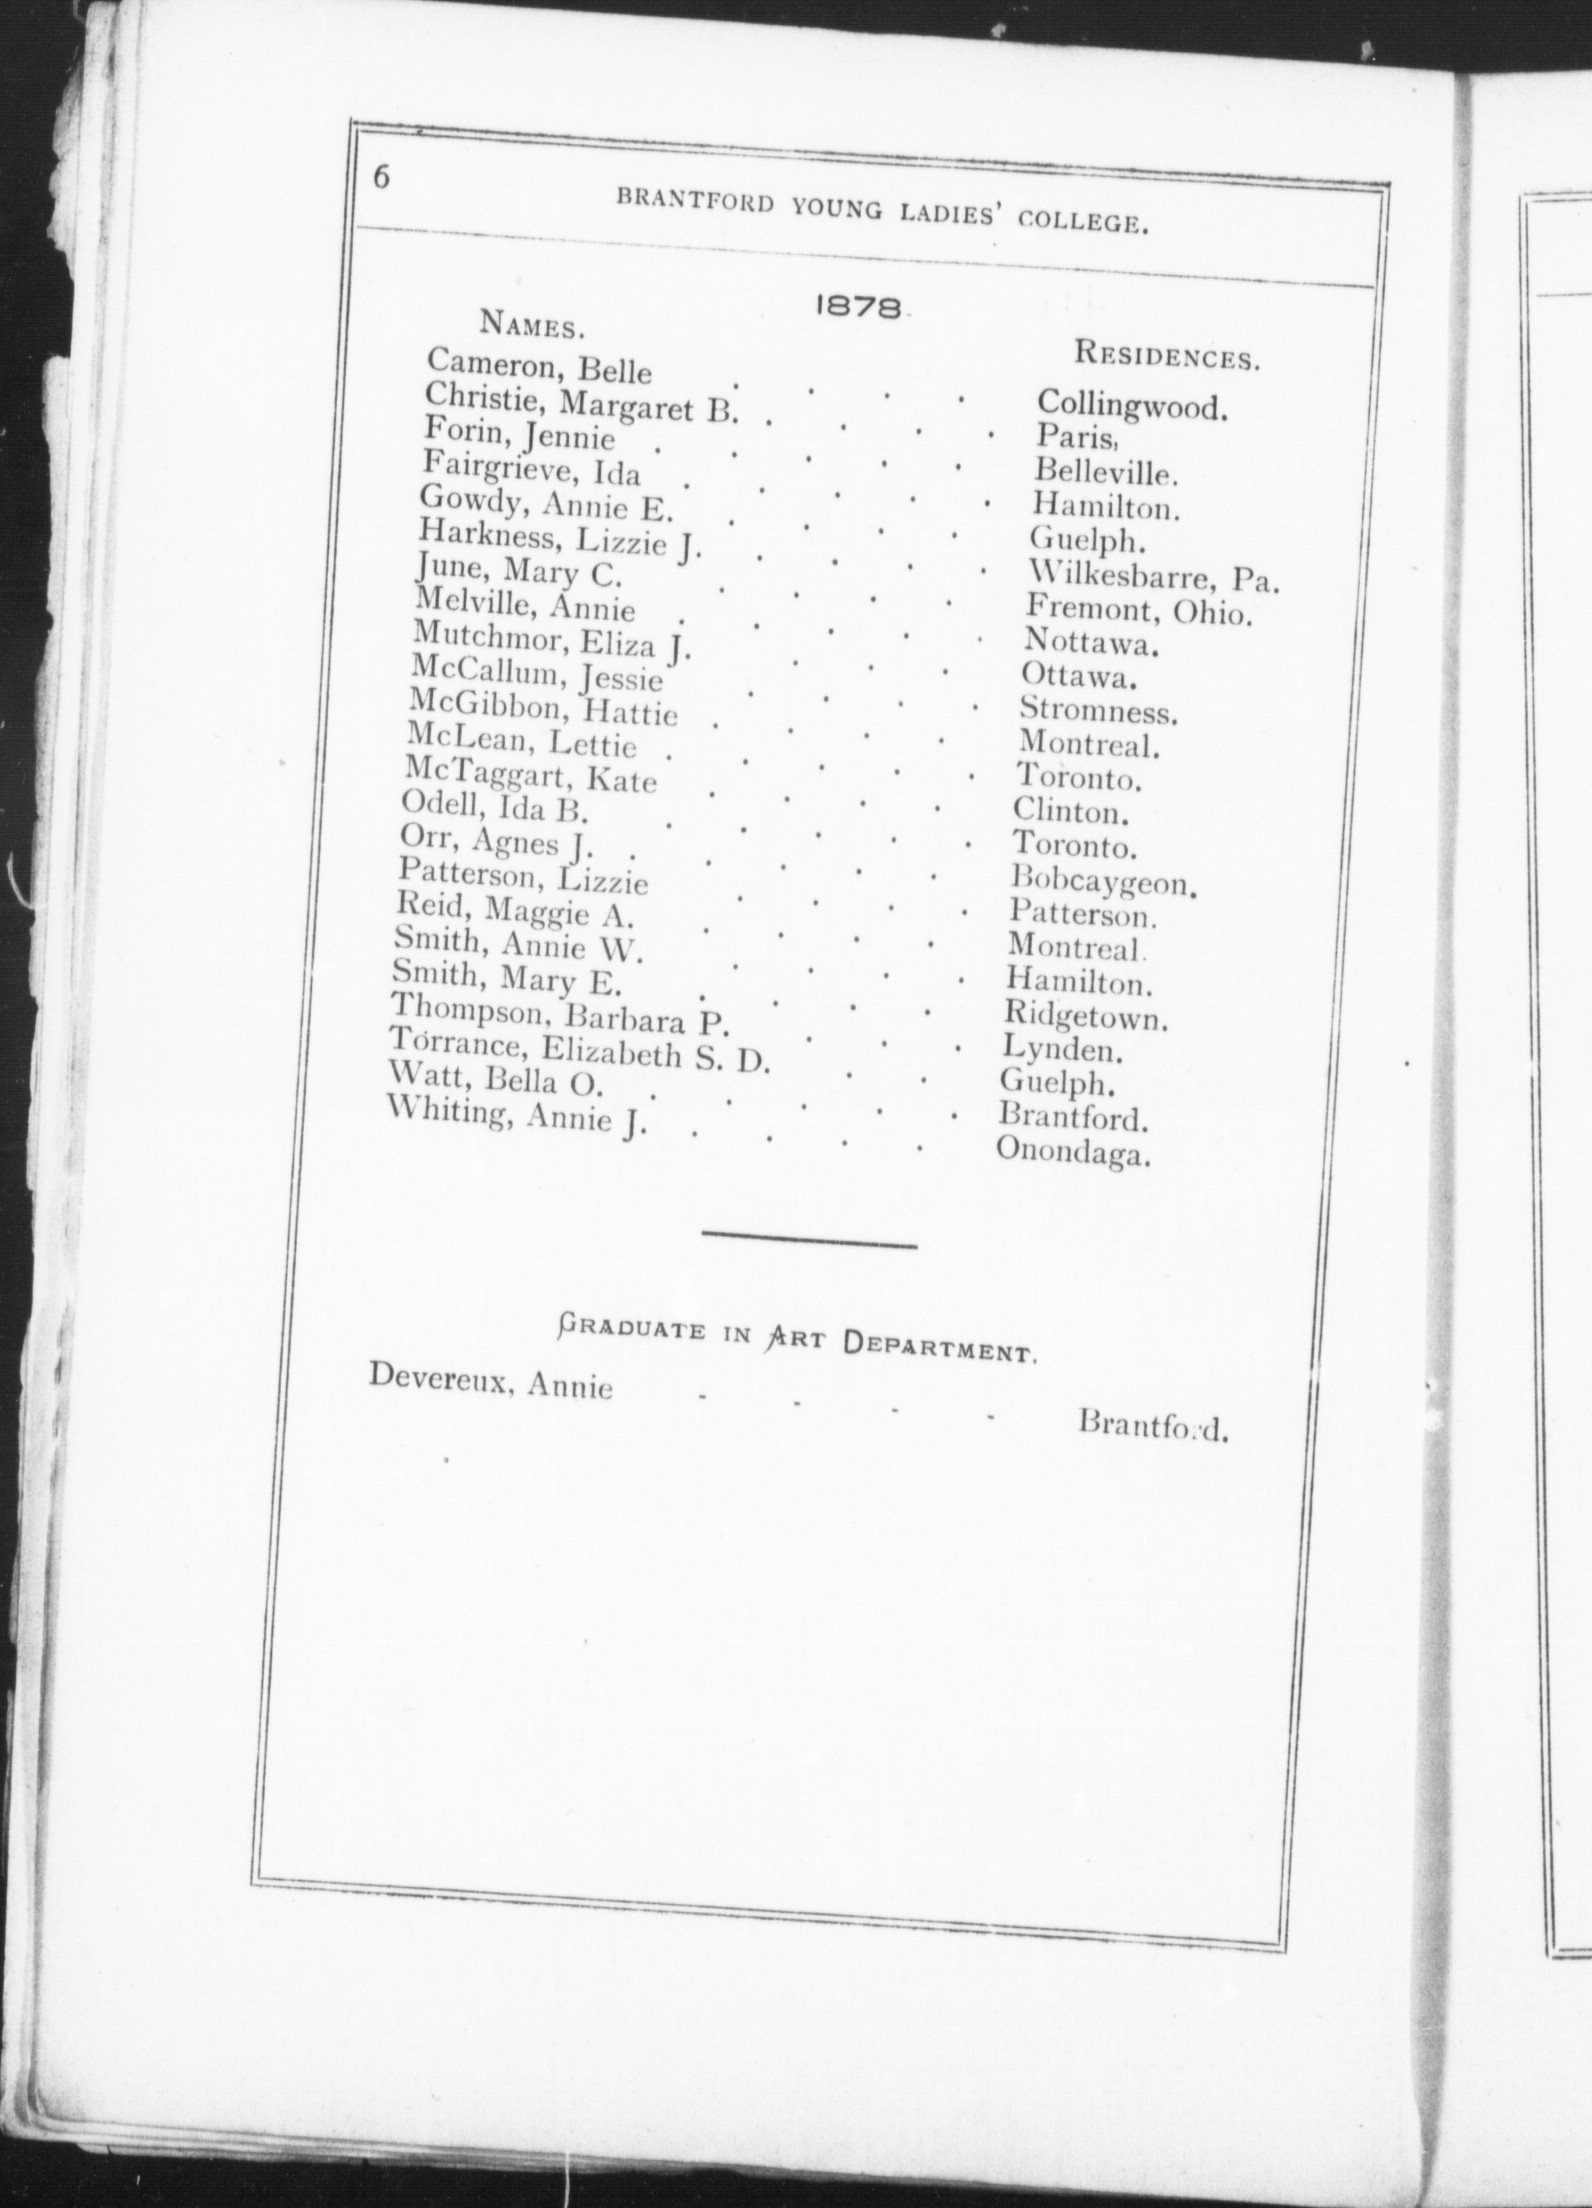 6
BRANTFORD YOUNG LADIES' COLLEGE.
1878.
NAMES. RESIDENCES.
Cameron, Belle . . . . Collingwood.
Christie, Margaret B. . . . . Paris,
Forin, Jennie . . . . . Belleville.
Fairgrieve, Ida . . . . . Hamilton.
Gowdy, Annie E. . . . . Guelph.
Harkness, Lizzie J. . . . . Wilkesbarre, Pa.
June, Mary C. . . . . Fremont, Ohio.
Melville, Annie . . . . . Nottawa.
Mutchmor, Eliza J. . . . Ottawa.
McCallum, Jessie . . . . Stromness.
McGibbon, Hattie . . . . Montreal.
McLean, Lettie . . . . . Toronto.
McTaggart, Kate . . . . Clinton.
Odell, Ida B. . . . . . Toronto.
Orr, Agnes J. . . . . . Bobcaygeon.
Patterson, Lizzie . . . . Patterson.
Reid, Maggie A. . . . . Montreal.
Smith, Annie W. . . . . Hamilton.
Smith, Mary E. . . . . Ridgetown.
Thompson, Barbara P. . . . Lynden.
Torrance, Elizabeth S. D. . . Guelph.
Watt, Bella O. . . . . . Brantford.
Whiting, Annie J. . . . . Onondaga.
GRADUATE IN ART DEPARTMENT.
Devereux, Annie - - - - Brantford.